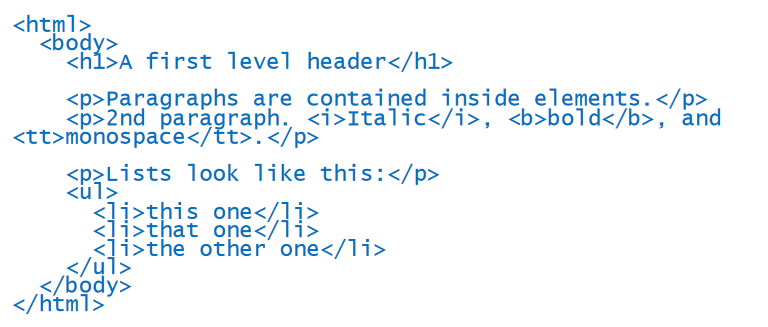 <html>
  <body>
    <h1>A first level header</h1>

    <p>Paragraphs are contained inside elements.</p>
    <p>2nd paragraph. <i>Italic</i>, <b>bold</b>, and
<tt>monospace</tt>.</p>

    <p>Lists look like this:</p>
    <ul>
      <li>this one</li>
      <li>that one</li>
      <li>the other one</li>
    </ul>
  </body>
</html>